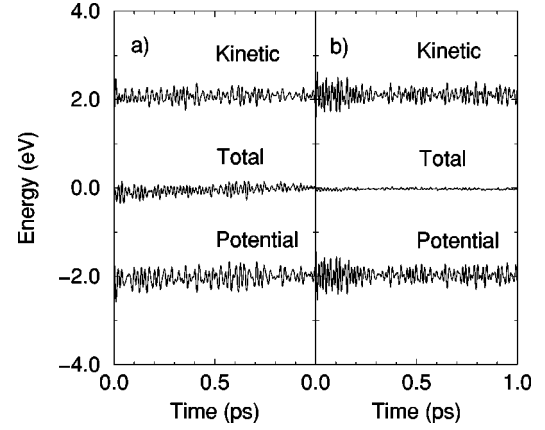 4.0
a)
Kinetic
b)
Kinetic
2.0
Energy (eV)
Total
Total
0.0
Potential
Potential
−2.0
−4.0
0.0
0.5
0.0
0.5
1.0
Time (ps)
Time (ps)